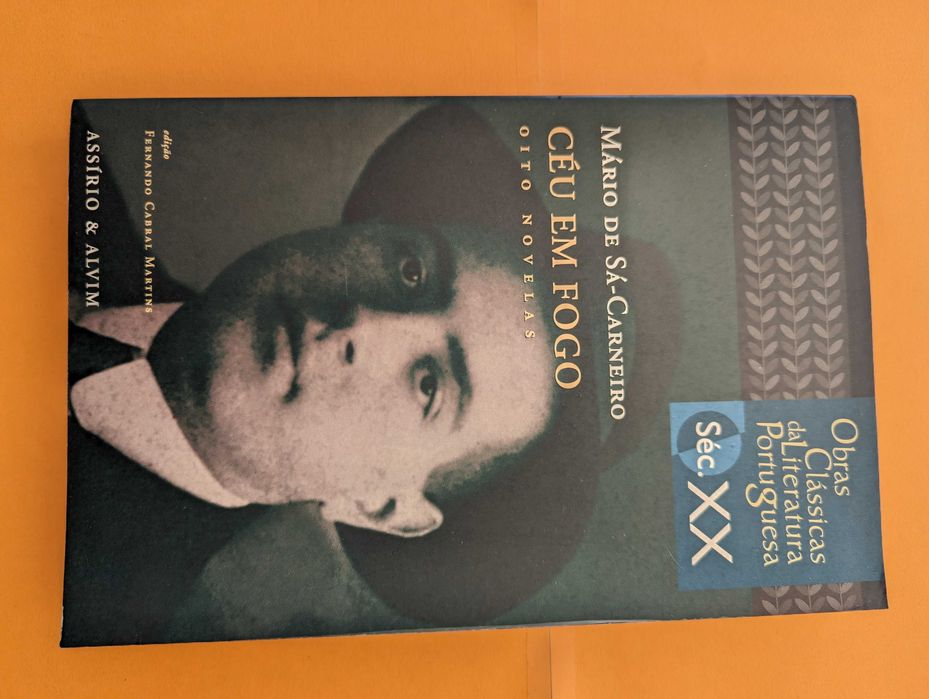 Obras
Clássicas
da Literatura
Portuguesa
Séc. XX
MÁRIO DE SÁ-CARNEIRO
CÉU EM FOGO
OITO NOVELAS
edição
FERNANDO CABRAL MARTINS
ASSÍRIO & ALVIM